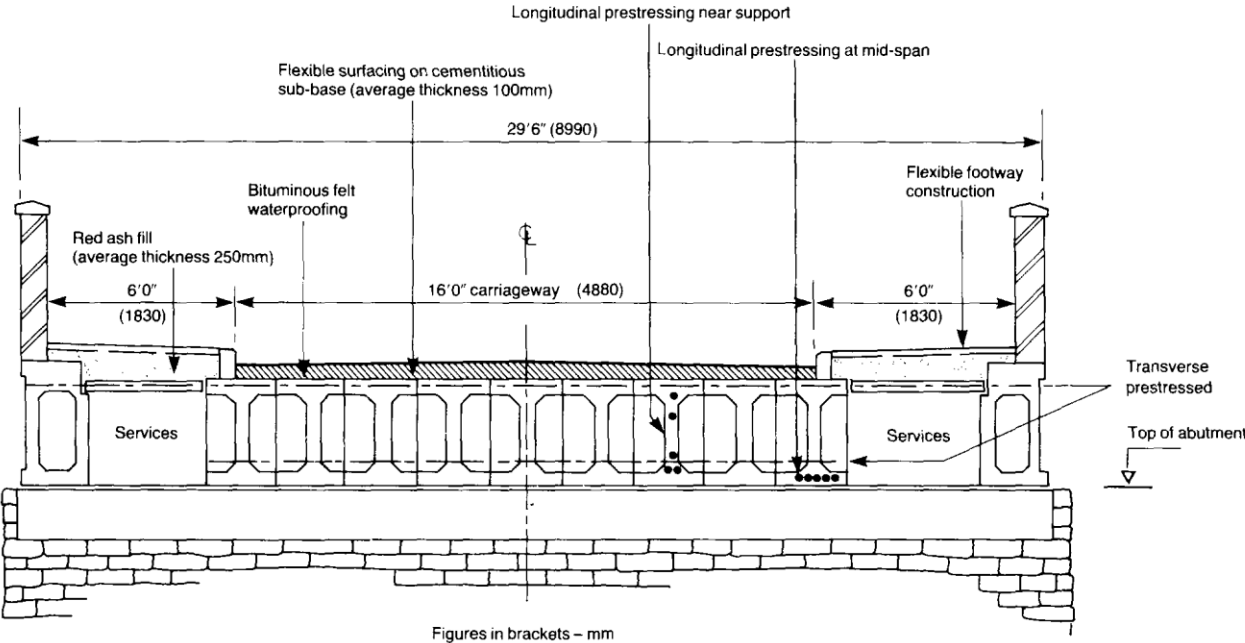 Longitudinal prestressing near support
Longitudinal prestressing at mid-span
Flexible surfacing on cementitious
sub-base (average thickness 100mm)
29'6" (8990)
Flexible footway
construction
Bituminous felt
waterproofing
Red ash fill
(average thickness 250mm)
℄
6'0"
(1830)
16'0" carriageway (4880)
6'0"
(1830)
Transverse
prestressed
Services
Services
Top of abutment
Figures in brackets – mm